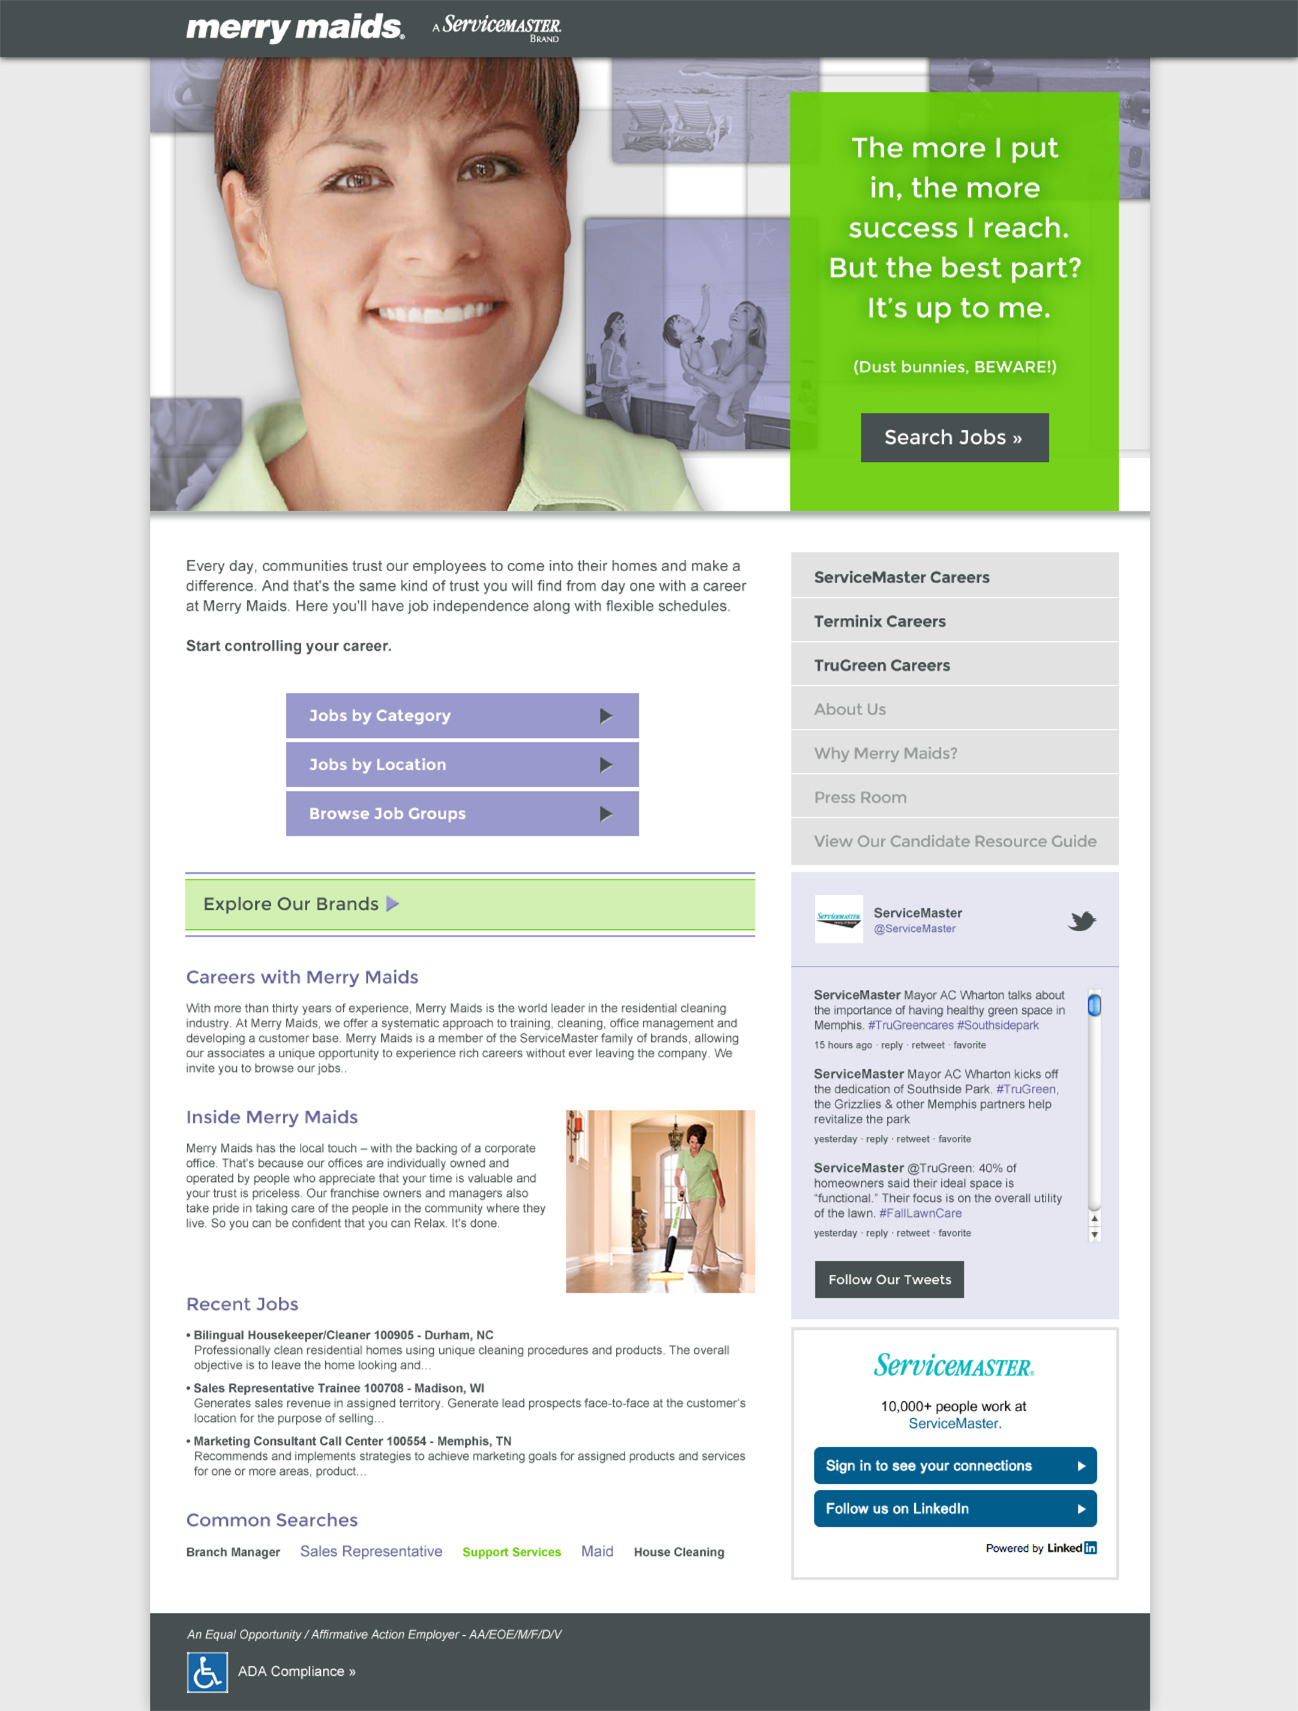 merry maids®
A ServiceMASTER® BRAND
The more I put
in, the more
success I reach.
But the best part?
It's up to me.
(Dust bunnies, BEWARE!)
Search Jobs »
Every day, communities trust our employees to come into their homes and make a
difference. And that's the same kind of trust you will find from day one with a career
at Merry Maids. Here you'll have job independence along with flexible schedules.
Start controlling your career.
Jobs by Category
Jobs by Location
Browse Job Groups
Explore Our Brands
Careers with Merry Maids
With more than thirty years of experience, Merry Maids is the world leader in the residential cleaning
industry. At Merry Maids, we offer a systematic approach to training, cleaning, office management and
developing a customer base. Merry Maids is a member of the ServiceMaster family of brands, allowing
our associates a unique opportunity to experience rich careers without ever leaving the company. We
invite you to browse our jobs..
Inside Merry Maids
Merry Maids has the local touch – with the backing of a corporate
office. That's because our offices are individually owned and
operated by people who appreciate that your time is valuable and
your trust is priceless. Our franchise owners and managers also
take pride in taking care of the people in the community where they
live. So you can be confident that you can Relax. It's done.
Recent Jobs
• Bilingual Housekeeper/Cleaner 100905 - Durham, NC
Professionally clean residential homes using unique cleaning procedures and products. The overall
objective is to leave the home looking and...
• Sales Representative Trainee 100708 - Madison, WI
Generates sales revenue in assigned territory. Generate lead prospects face-to-face at the customer's
location for the purpose of selling...
• Marketing Consultant Call Center 100554 - Memphis, TN
Recommends and implements strategies to achieve marketing goals for assigned products and services
for one or more areas, product...
Common Searches
Branch Manager Sales Representative Support Services Maid House Cleaning
ServiceMaster Careers
Terminix Careers
TruGreen Careers
About Us
Why Merry Maids?
Press Room
View Our Candidate Resource Guide
ServiceMASTER
ServiceMaster
@ServiceMaster
ServiceMaster Mayor AC Wharton talks about
the importance of having healthy green space in
Memphis. #TruGreencares #Southsidepark
15 hours ago · reply · retweet · favorite
ServiceMaster Mayor AC Wharton kicks off
the dedication of Southside Park. #TruGreen,
the Grizzlies & other Memphis partners help
revitalize the park
yesterday · reply · retweet · favorite
ServiceMaster @TruGreen: 40% of
homeowners said their ideal space is
"functional." Their focus is on the overall utility
of the lawn. #FallLawnCare
yesterday · reply · retweet · favorite
Follow Our Tweets
ServiceMASTER®
10,000+ people work at
ServiceMaster.
Sign in to see your connections
Follow us on LinkedIn
Powered by Linked in
An Equal Opportunity / Affirmative Action Employer - AA/EOE/M/F/D/V
ADA Compliance »